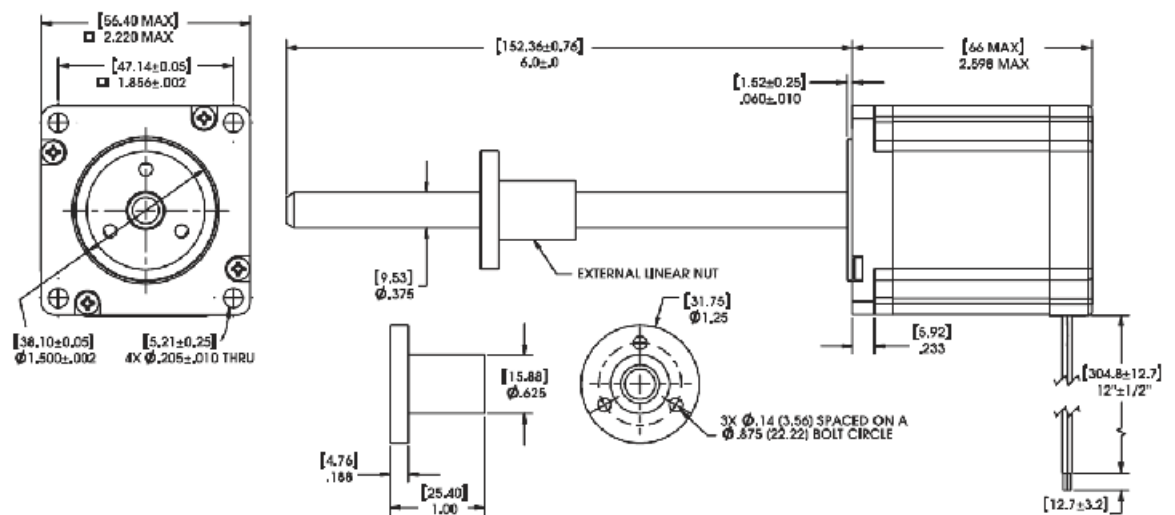 [56.40 MAX]
□ 2.220 MAX
[47.14±0.05]
□ 1.856±.002
[152.36±0.76]
6.0±.0
[66 MAX]
2.598 MAX
[1.52±0.25]
.060±.010
[9.53]
Ø.375
EXTERNAL LINEAR NUT
[38.10±0.05]
Ø1.500±.002
[5.21±0.25]
4X Ø.205±.010 THRU
[31.75]
Ø1.25
[5.92]
.233
[15.88]
Ø.625
[304.8±12.7]
12"±1/2"
3X Ø.14 (3.56) SPACED ON A
Ø.875 (22.22) BOLT CIRCLE
[4.76]
.188
[25.40]
1.00
[12.7±3.2]